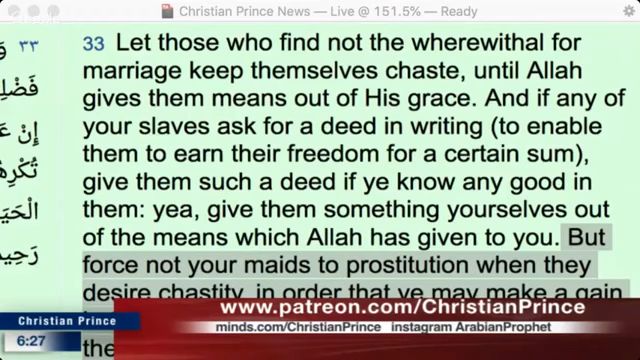 Christian Prince News — Live @ 151.5% — Ready
33 Let those who find not the wherewithal for
marriage keep themselves chaste, until Allah
gives them means out of His grace. And if any of
your slaves ask for a deed in writing (to enable
them to earn their freedom for a certain sum),
give them such a deed if ye know any good in
them: yea, give them something yourselves out
of the means which Allah has given to you. But
force not your maids to prostitution when they
desire chastity, in order that ye may make a gain
the
٣٣
إِنْ
www.patreon.com/ChristianPrince
minds.com/ChristianPrince instagram ArabianProphet
Christian Prince
6:27